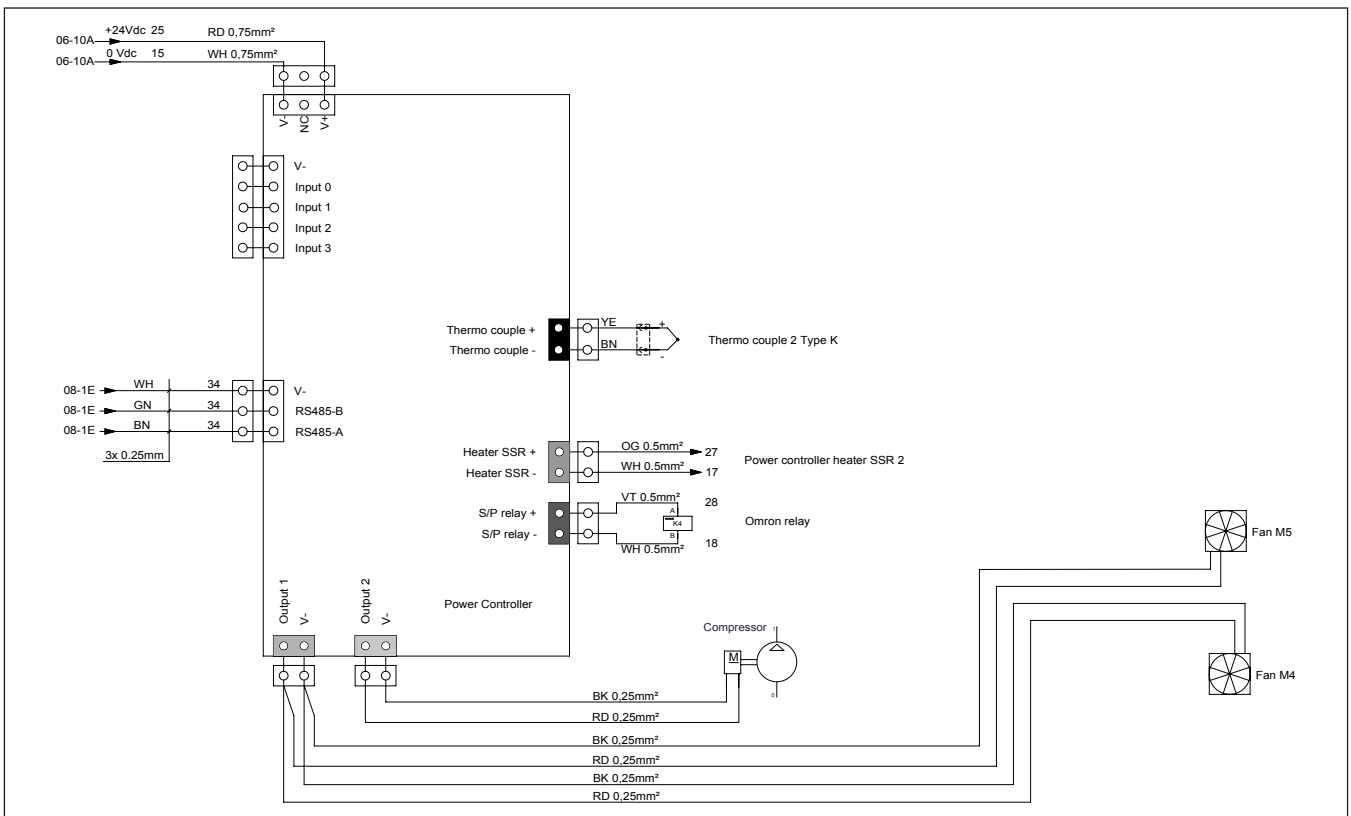 06-10A +24Vdc 25 RD 0,75mm²
06-10A 0 Vdc 15 WH 0,75mm²
V- NC V+
V-
Input 0
Input 1
Input 2
Input 3
Thermo couple + YE +
Thermo couple 2 Type K
Thermo couple - BN -
08-1E WH 34 V-
08-1E GN 34 RS485-B
08-1E BN 34 RS485-A
3x 0.25mm
Heater SSR + OG 0.5mm² 27
Power controller heater SSR 2
Heater SSR - WH 0.5mm² 17
VT 0.5mm² 28
S/P relay + A
K4 Omron relay
S/P relay - B
WH 0.5mm² 18
Fan M5
Output 1 V- Output 2 V-
Power Controller
Compressor 1
M
0
Fan M4
BK 0,25mm²
RD 0,25mm²
BK 0,25mm²
RD 0,25mm²
BK 0,25mm²
RD 0,25mm²